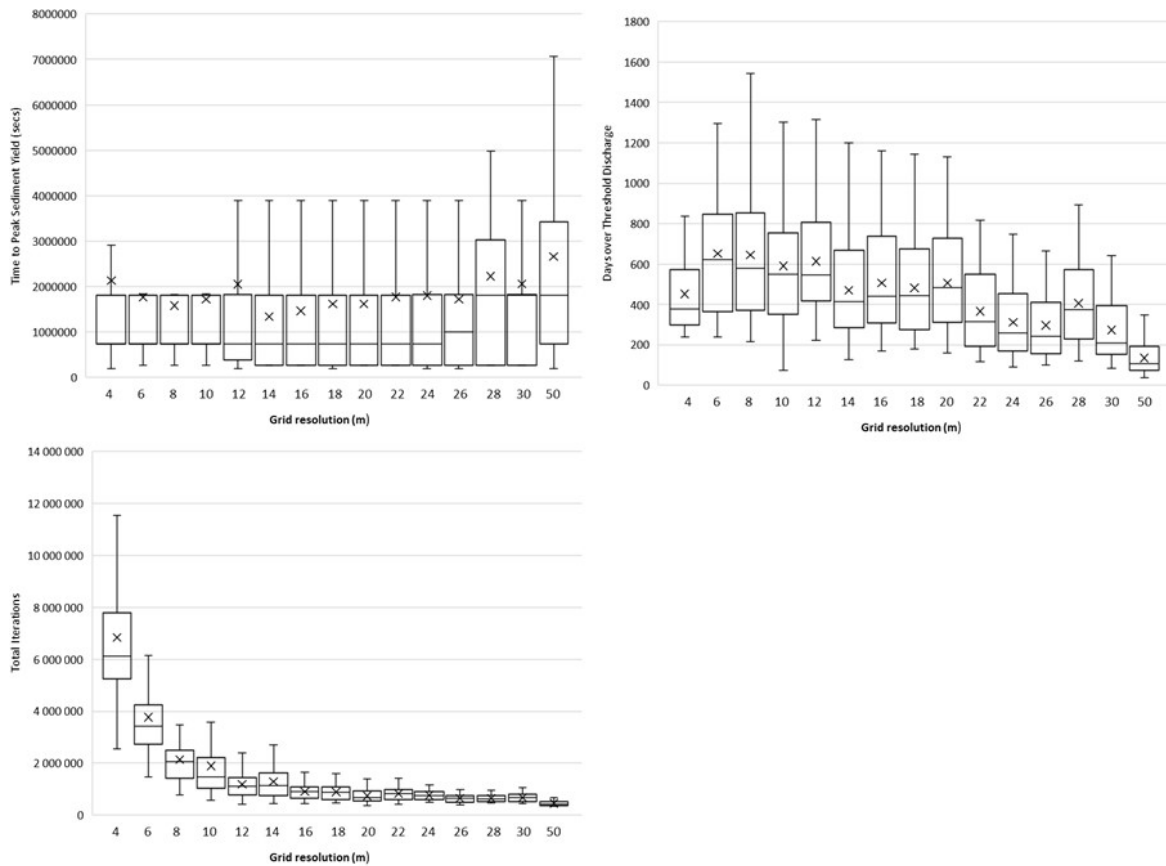 8000000
7000000
6000000
5000000
4000000
3000000
2000000
1000000
0
Time to Peak Sediment Yield (secs)
4 6 8 10 12 14 16 18 20 22 24 26 28 30 50
Grid resolution (m)
1800
1600
1400
1200
1000
800
600
400
200
0
Days over Threshold Discharge
4 6 8 10 12 14 16 18 20 22 24 26 28 30 50
Grid resolution (m)
14 000 000
12 000 000
10 000 000
8 000 000
6 000 000
4 000 000
2 000 000
0
Total Iterations
4 6 8 10 12 14 16 18 20 22 24 26 28 30 50
Grid resolution (m)